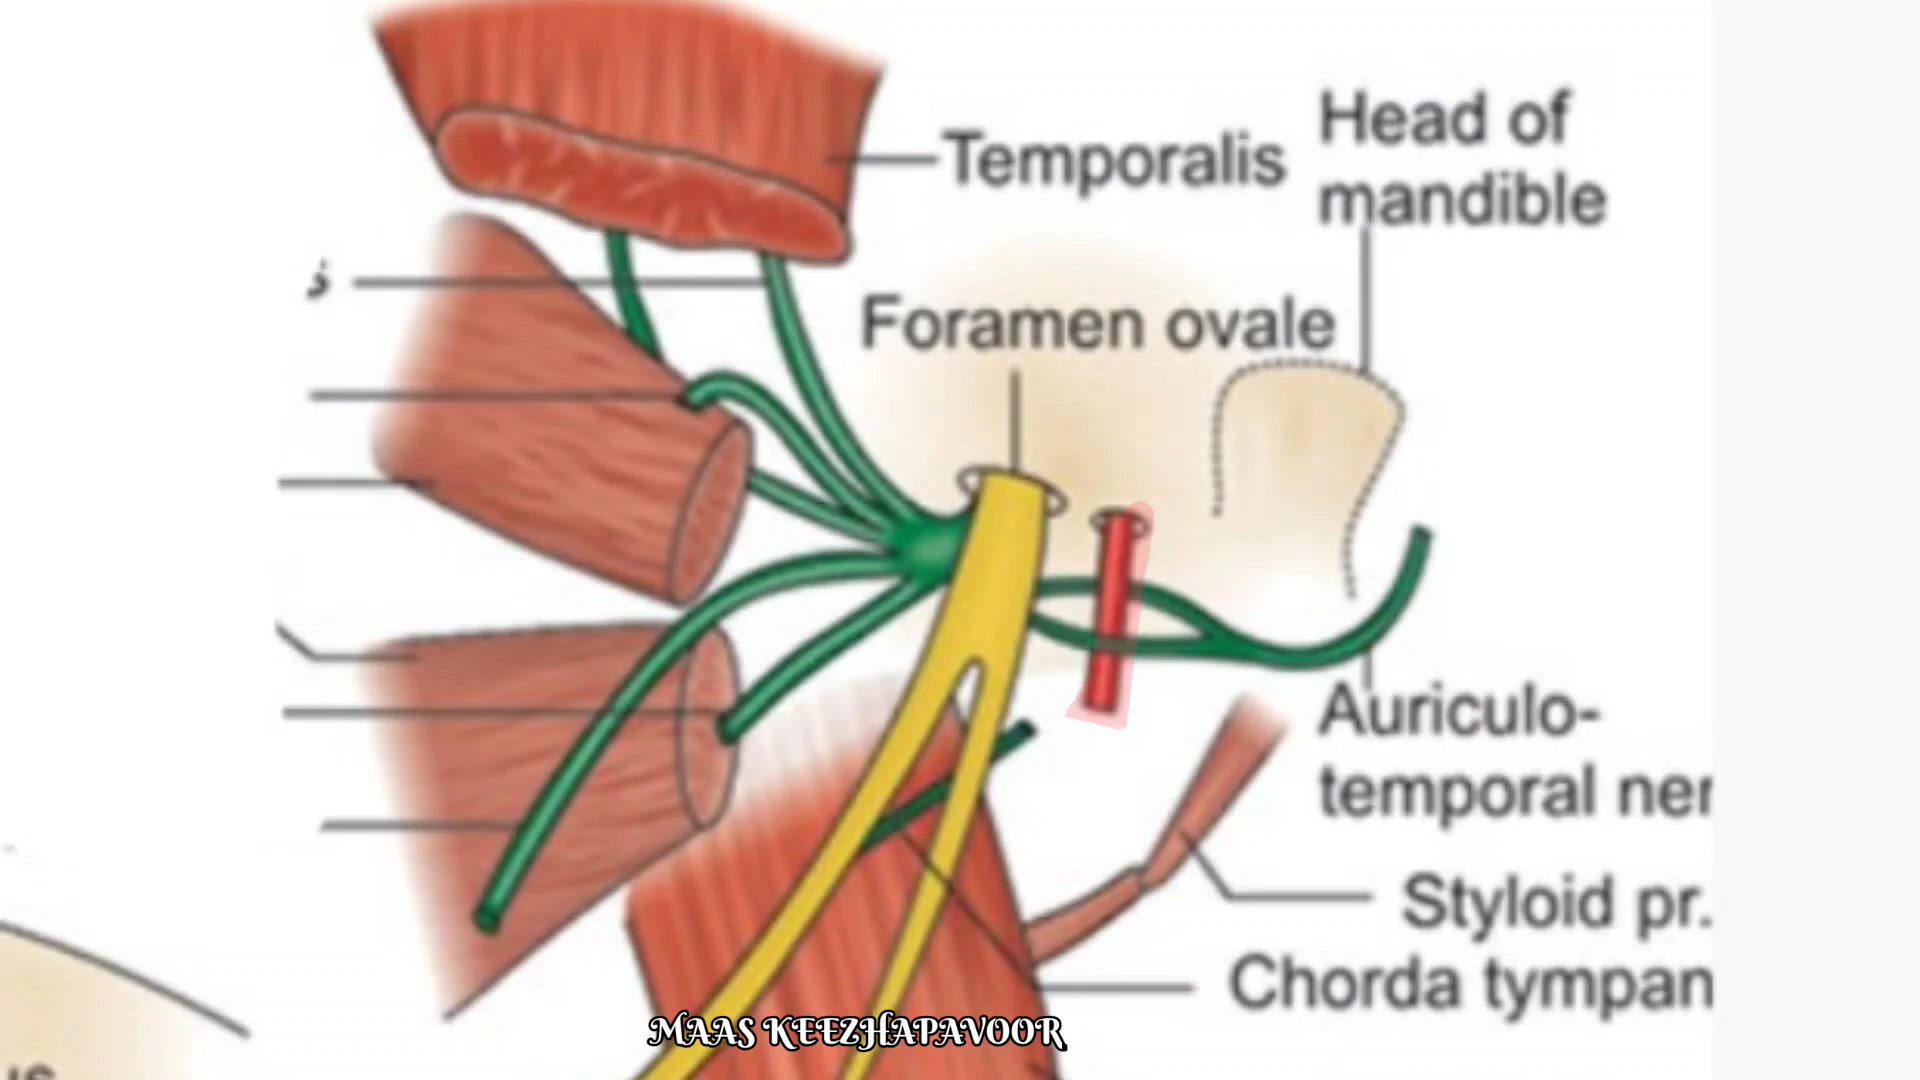 Head of
mandible
Temporalis
Foramen ovale
Auriculo-
temporal ner
Styloid pr.
Chorda tympan
MAAS KEEZHAPAVOOR